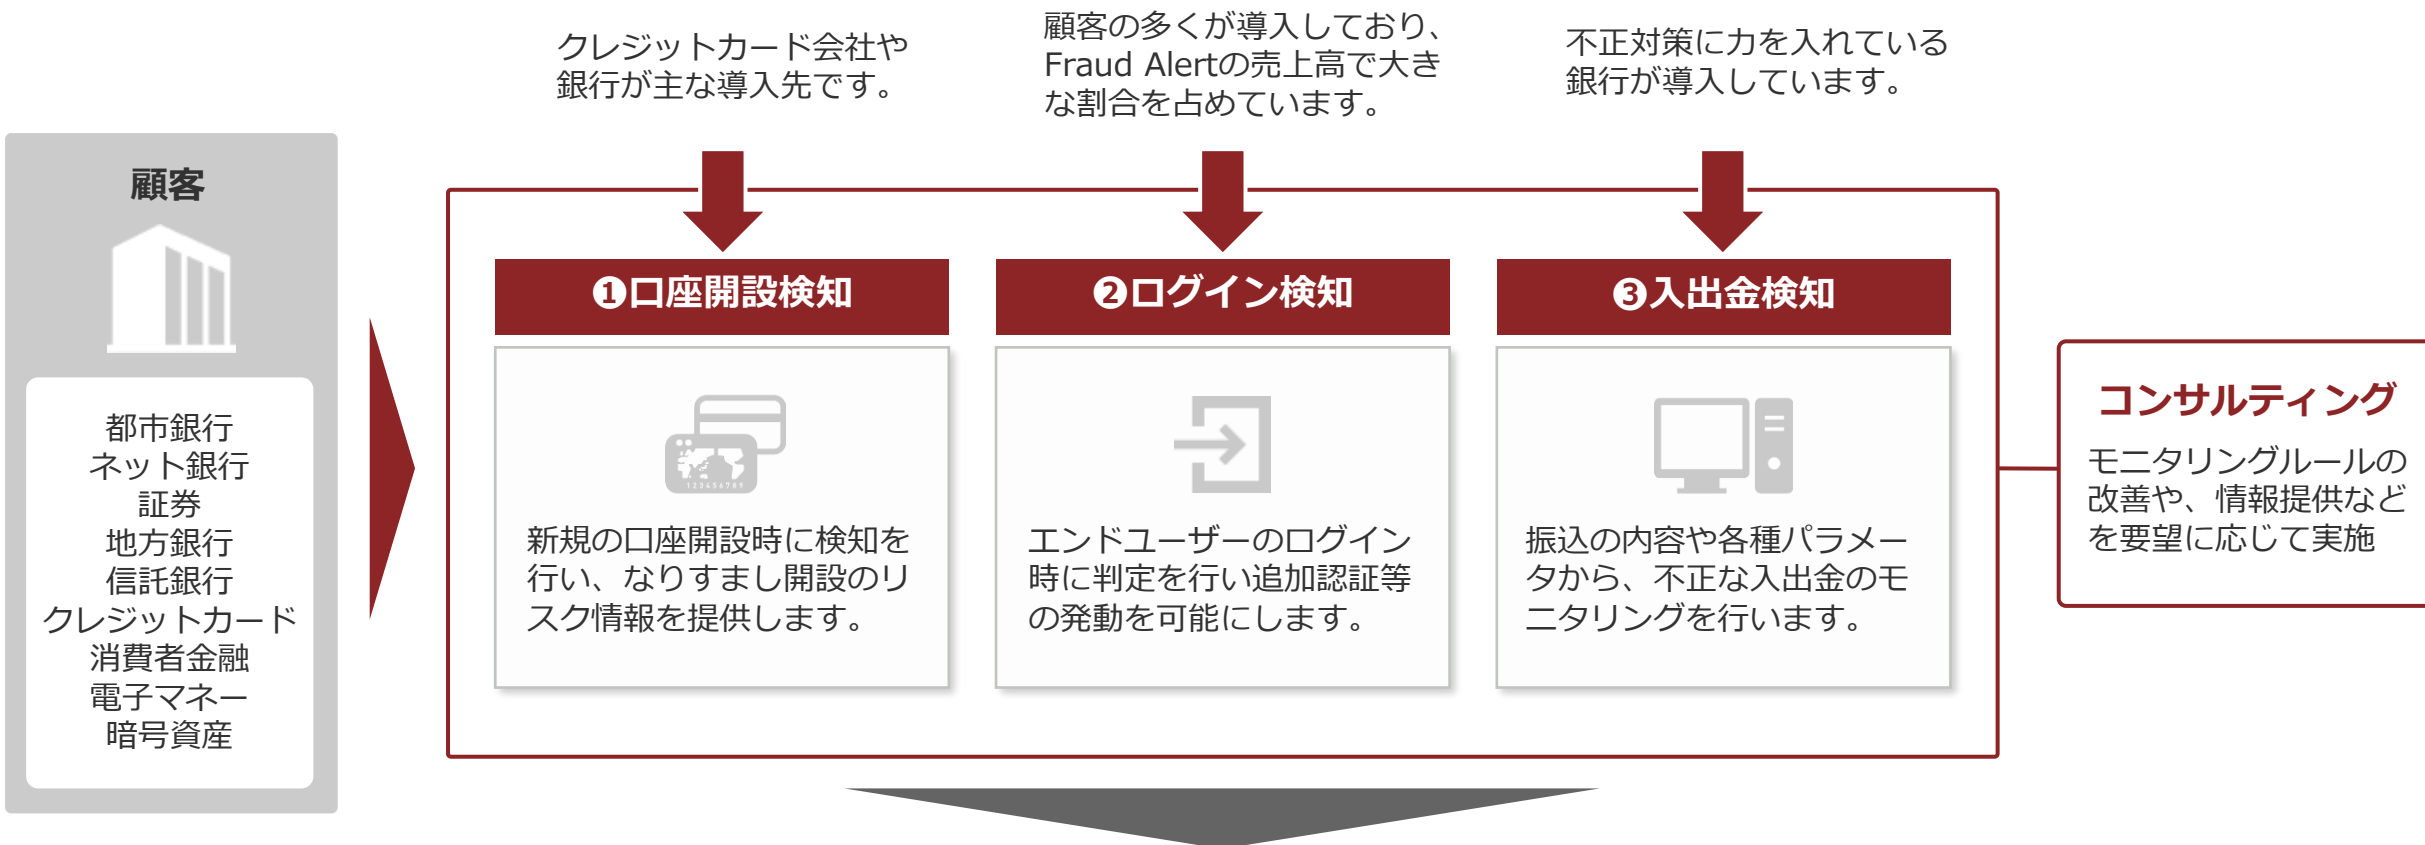 クレジットカード会社や
銀行が主な導入先です。
顧客の多くが導入しており、
Fraud Alertの売上高で大き
な割合を占めています。
不正対策に力を入れている
銀行が導入しています。
顧客
都市銀行
ネット銀行
証券
地方銀行
信託銀行
クレジットカード
消費者金融
電子マネー
暗号資産
❶口座開設検知
123456789
新規の口座開設時に検知を
行い、なりすまし開設のリ
スク情報を提供します。
❷ログイン検知
エンドユーザーのログイン
時に判定を行い追加認証等
の発動を可能にします。
❸入出金検知
振込の内容や各種パラメー
タから、不正な入出金のモ
ニタリングを行います。
コンサルティング
モニタリングルールの
改善や、情報提供など
を要望に応じて実施